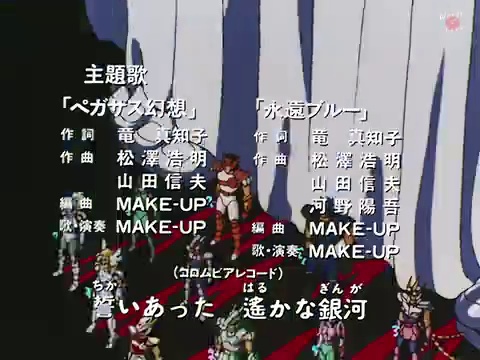 主題歌
「ペガサス幻想」
作詞 竜 真知子
作曲 松澤浩明
山田信夫
編曲 MAKE-UP
歌・演奏 MAKE-UP
「永遠ブルー」
作詞 竜 真知子
作曲 松澤浩明
山田信夫
河野陽吾
編曲 MAKE-UP
歌・演奏 MAKE-UP
(コロムビアレコード)
ちか はる ぎんが
誓いあった 遙かな銀河